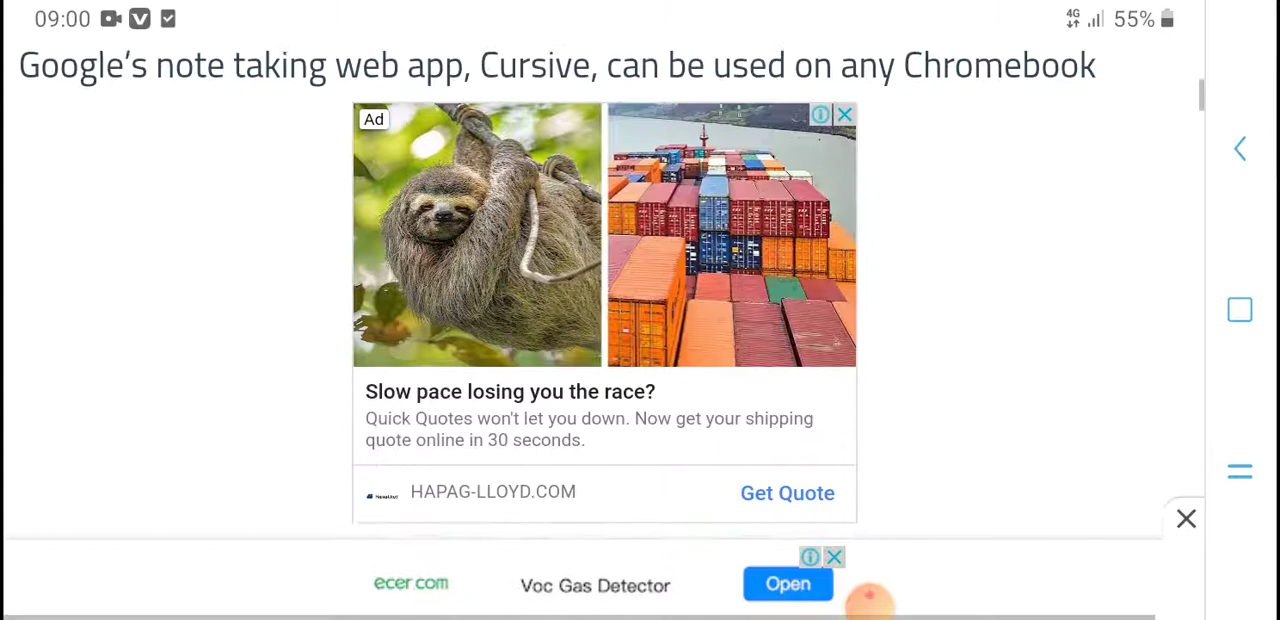 09:00
4G
55%
Google's note taking web app, Cursive, can be used on any Chromebook
Ad
Slow pace losing you the race?
Quick Quotes won't let you down. Now get your shipping
quote online in 30 seconds.
HAPAG-LLOYD.COM
Get Quote
ecer.com
Voc Gas Detector
Open